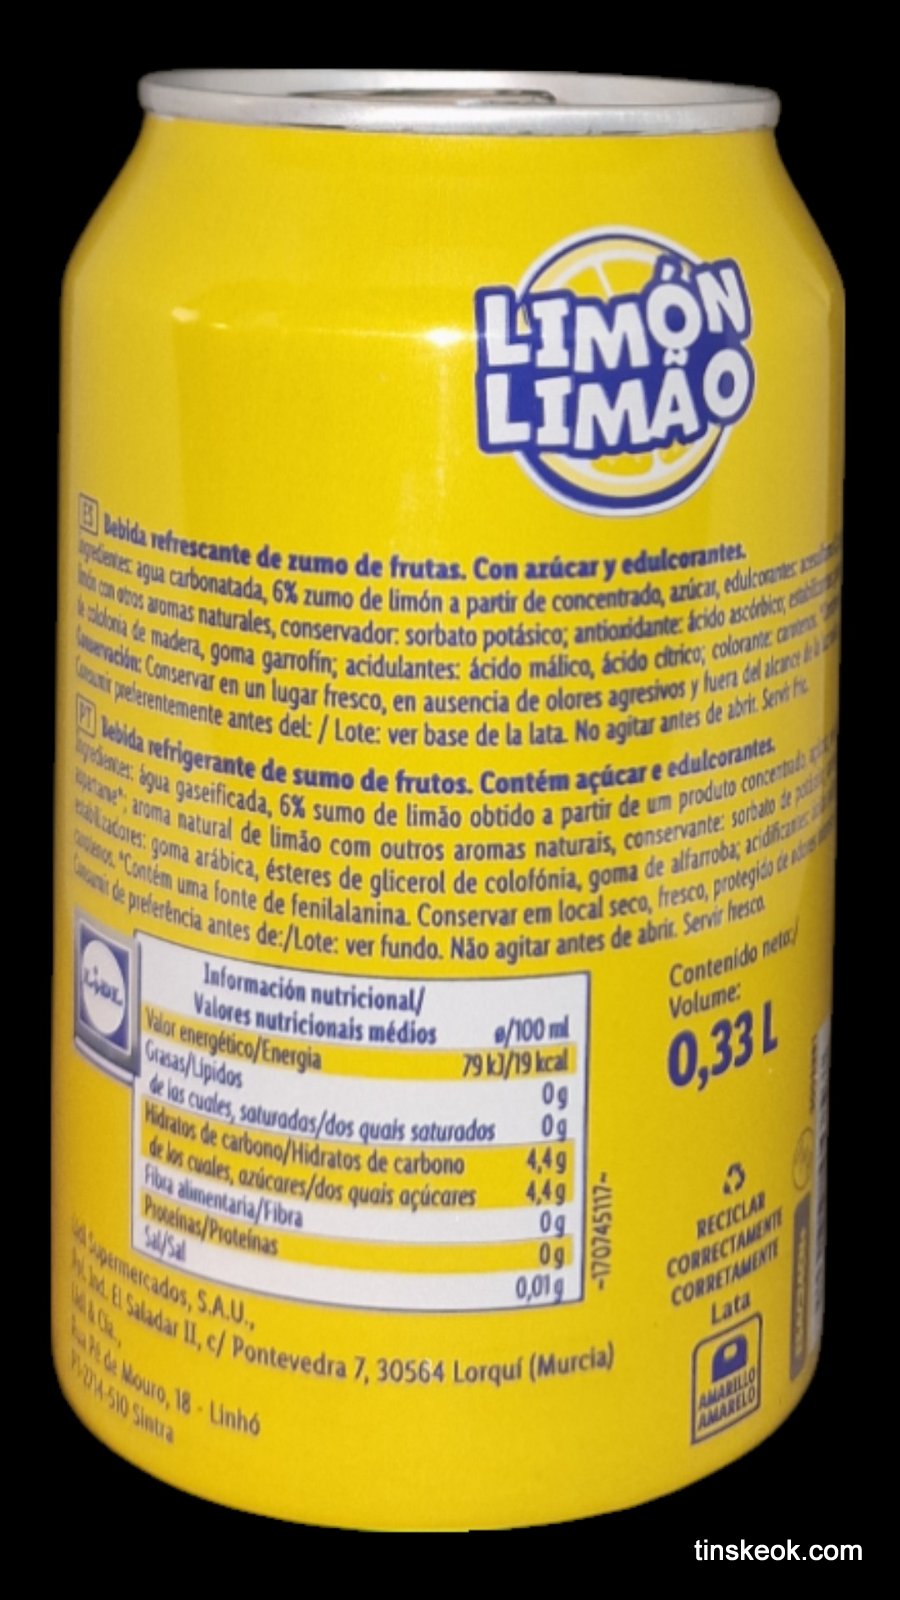 LIMÓN
LIMÃO
ES Bebida refrescante de zumo de frutas. Con azúcar y edulcorantes.
Ingredientes: agua carbonatada, 6% zumo de limón a partir de concentrado, azúcar, edulcorantes:
limón con otros aromas naturales, conservador: sorbato potásico; antioxidante: ácido ascórbico;
de colofonia de madera, goma garrofín; acidulantes: ácido málico, ácido cítrico; colorante:
Conservación: Conservar en un lugar fresco, en ausencia de olores agresivos y fuera del alcance de la
Consumir preferentemente antes del: / Lote: ver base de la lata. No agitar antes de abrir. Servir frío.
PT Bebida refrigerante de sumo de frutos. Contém açúcar e edulcorantes.
Ingredientes: água gaseificada, 6% sumo de limão obtido a partir de um produto concentrado,
aspartame*; aroma natural de limão com outros aromas naturais, conservante: sorbato de
estabilizadores: goma arábica, ésteres de glicerol de colofónia, goma de alfarroba; acidificantes:
carotenos. *Contém uma fonte de fenilalanina. Conservar em local seco, fresco, protegido de
Consumir de preferência antes de:/Lote: ver fundo. Não agitar antes de abrir. Servir fresco.
LIDL
Información nutricional/
Valores nutricionais médios ø/100 ml
Valor energético/Energia 79 kJ/19 kcal
Grasas/Lípidos 0 g
de las cuales, saturadas/dos quais saturados 0 g
Hidratos de carbono/Hidratos de carbono 4,4 g
de los cuales, azúcares/dos quais açúcares 4,4 g
Fibra alimentaria/Fibra 0 g
Proteínas/Proteínas 0 g
Sal/Sal 0,01 g
-170745117-
Contenido neto:/
Volume:
0,33 L
RECICLAR
CORRECTAMENTE
CORRETAMENTE
Lata
AMARILLO
AMARELO
Lidl Supermercados, S.A.U.,
Pol. Ind. El Saladar II, c/ Pontevedra 7, 30564 Lorquí (Murcia)
Lidl & Cia.,
Rua Pé de Mouro, 18 - Linhó
PT-2714-510 Sintra
tinskeok.com